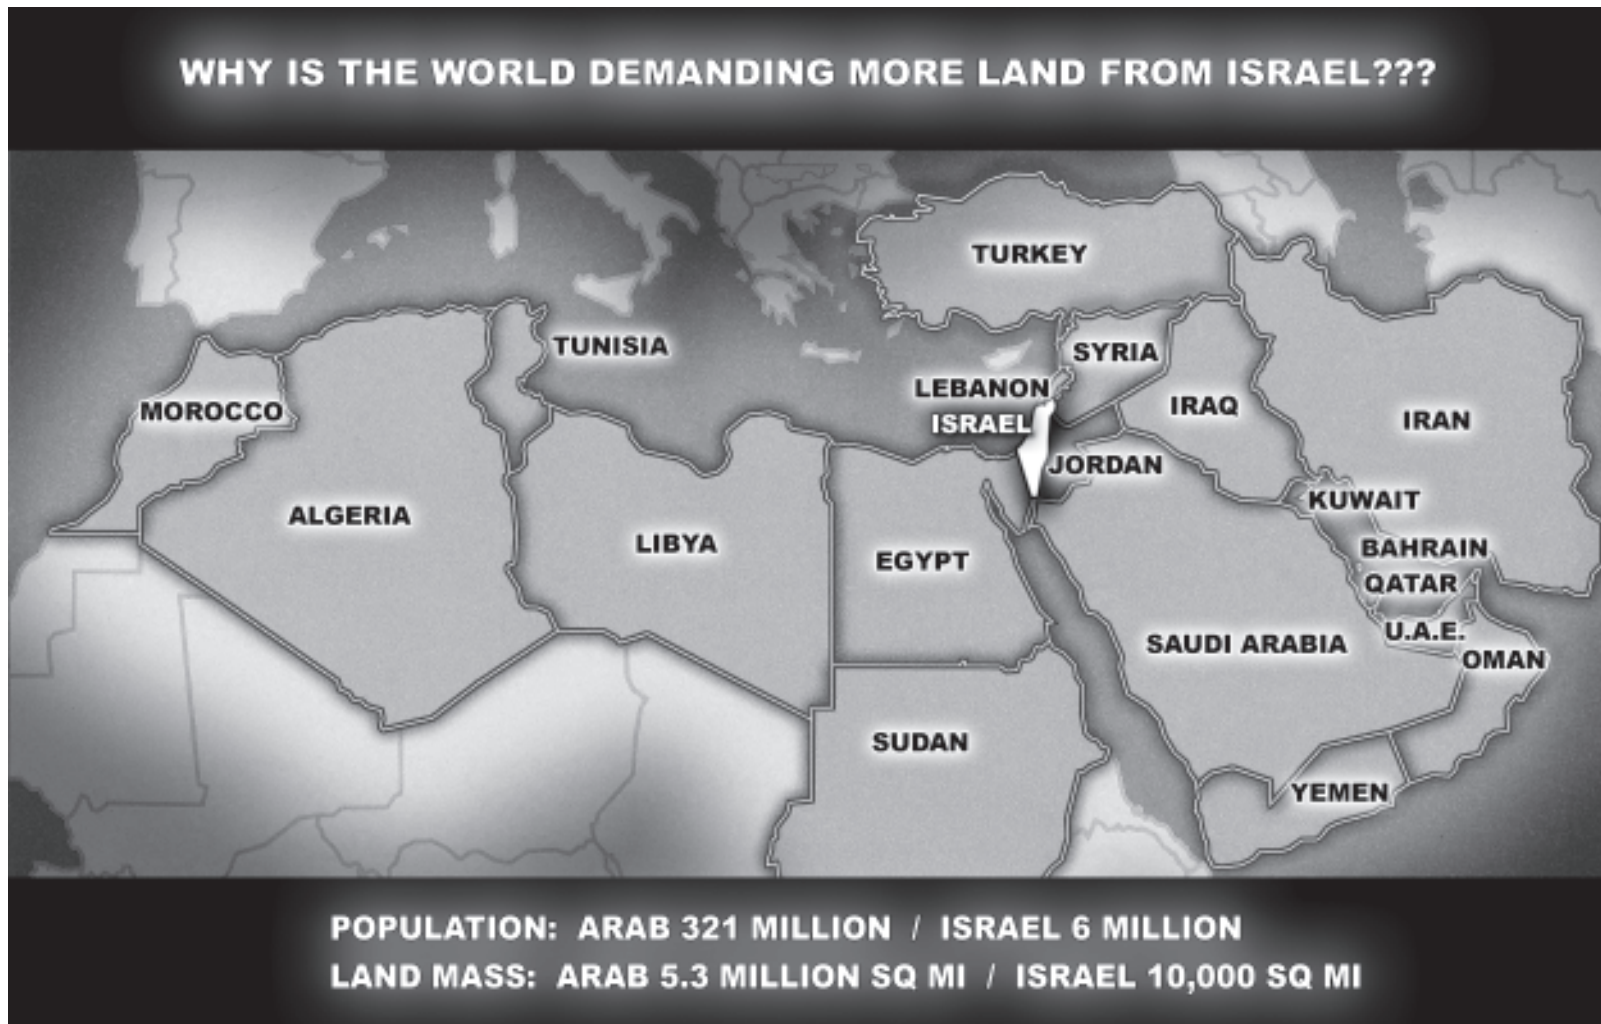 WHY IS THE WORLD DEMANDING MORE LAND FROM ISRAEL???
TURKEY
TUNISIA
SYRIA
LEBANON
MOROCCO
IRAQ
ISRAEL
IRAN
JORDAN
KUWAIT
ALGERIA
LIBYA
BAHRAIN
EGYPT
QATAR
U.A.E.
SAUDI ARABIA
OMAN
SUDAN
YEMEN
POPULATION: ARAB 321 MILLION / ISRAEL 6 MILLION
LAND MASS: ARAB 5.3 MILLION SQ MI / ISRAEL 10,000 SQ MI